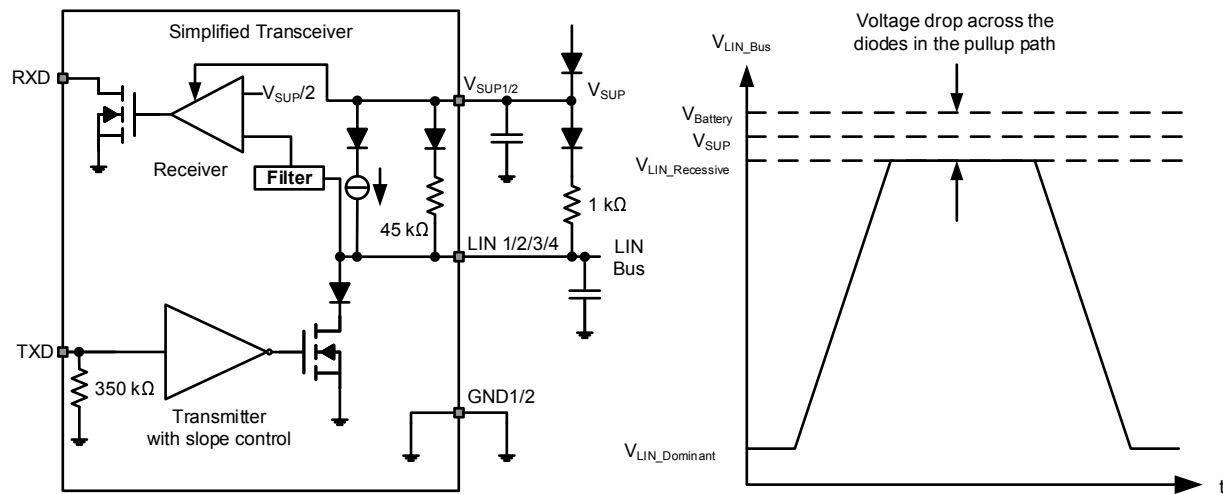 Simplified Transceiver
RXD
VSUP/2
Receiver
Filter
45 kΩ
VSUP1/2
VSUP
1 kΩ
LIN 1/2/3/4
LIN
Bus
TXD
350 kΩ
Transmitter
with slope control
GND1/2
Voltage drop across the
diodes in the pullup path
VLIN_Bus
VBattery
VSUP
VLIN_Recessive
VLIN_Dominant
t